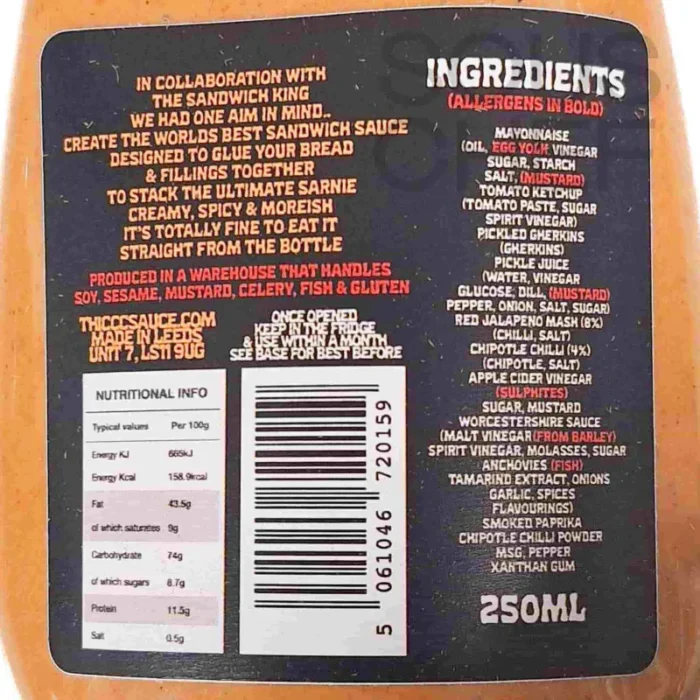 IN COLLABORATION WITH
THE SANDWICH KING
WE HAD ONE AIM IN MIND..
CREATE THE WORLDS BEST SANDWICH SAUCE
DESIGNED TO GLUE YOUR BREAD
& FILLINGS TOGETHER
TO STACK THE ULTIMATE SARNIE
CREAMY, SPICY & MOREISH
IT'S TOTALLY FINE TO EAT IT
STRAIGHT FROM THE BOTTLE
PRODUCED IN A WAREHOUSE THAT HANDLES
SOY, SESAME, MUSTARD, CELERY, FISH & GLUTEN
THICCCSAUCE.COM
MADE IN LEEDS
UNIT 7, LS11 9UG
ONCE OPENED
KEEP IN THE FRIDGE
& USE WITHIN A MONTH
SEE BASE FOR BEST BEFORE
NUTRITIONAL INFO
Typical values Per 100g
Energy KJ 665kJ
Energy Kcal 158.9kcal
Fat 43.5g
of which saturates 9g
Carbohydrate 74g
of which sugars 8.7g
Protein 11.5g
Salt 0.5g
5 061046 720159
INGREDIENTS
(ALLERGENS IN BOLD)
MAYONNAISE
(OIL, EGG YOLK VINEGAR
SUGAR, STARCH
SALT, (MUSTARD)
TOMATO KETCHUP
(TOMATO PASTE, SUGAR
SPIRIT VINEGAR)
PICKLED GHERKINS
(GHERKINS)
PICKLE JUICE
(WATER, VINEGAR
GLUCOSE, DILL, (MUSTARD)
PEPPER, ONION, SALT, SUGAR)
RED JALAPENO MASH (8%)
(CHILLI, SALT)
CHIPOTLE CHILLI (4%)
(CHIPOTLE, SALT)
APPLE CIDER VINEGAR
(SULPHITES)
SUGAR, MUSTARD
WORCESTERSHIRE SAUCE
(MALT VINEGAR (FROM BARLEY)
SPIRIT VINEGAR, MOLASSES, SUGAR
ANCHOVIES (FISH)
TAMARIND EXTRACT, ONIONS
GARLIC, SPICES
FLAVOURINGS)
SMOKED PAPRIKA
CHIPOTLE CHILLI POWDER
MSG, PEPPER
XANTHAN GUM
250ML
SOUS
CHEF